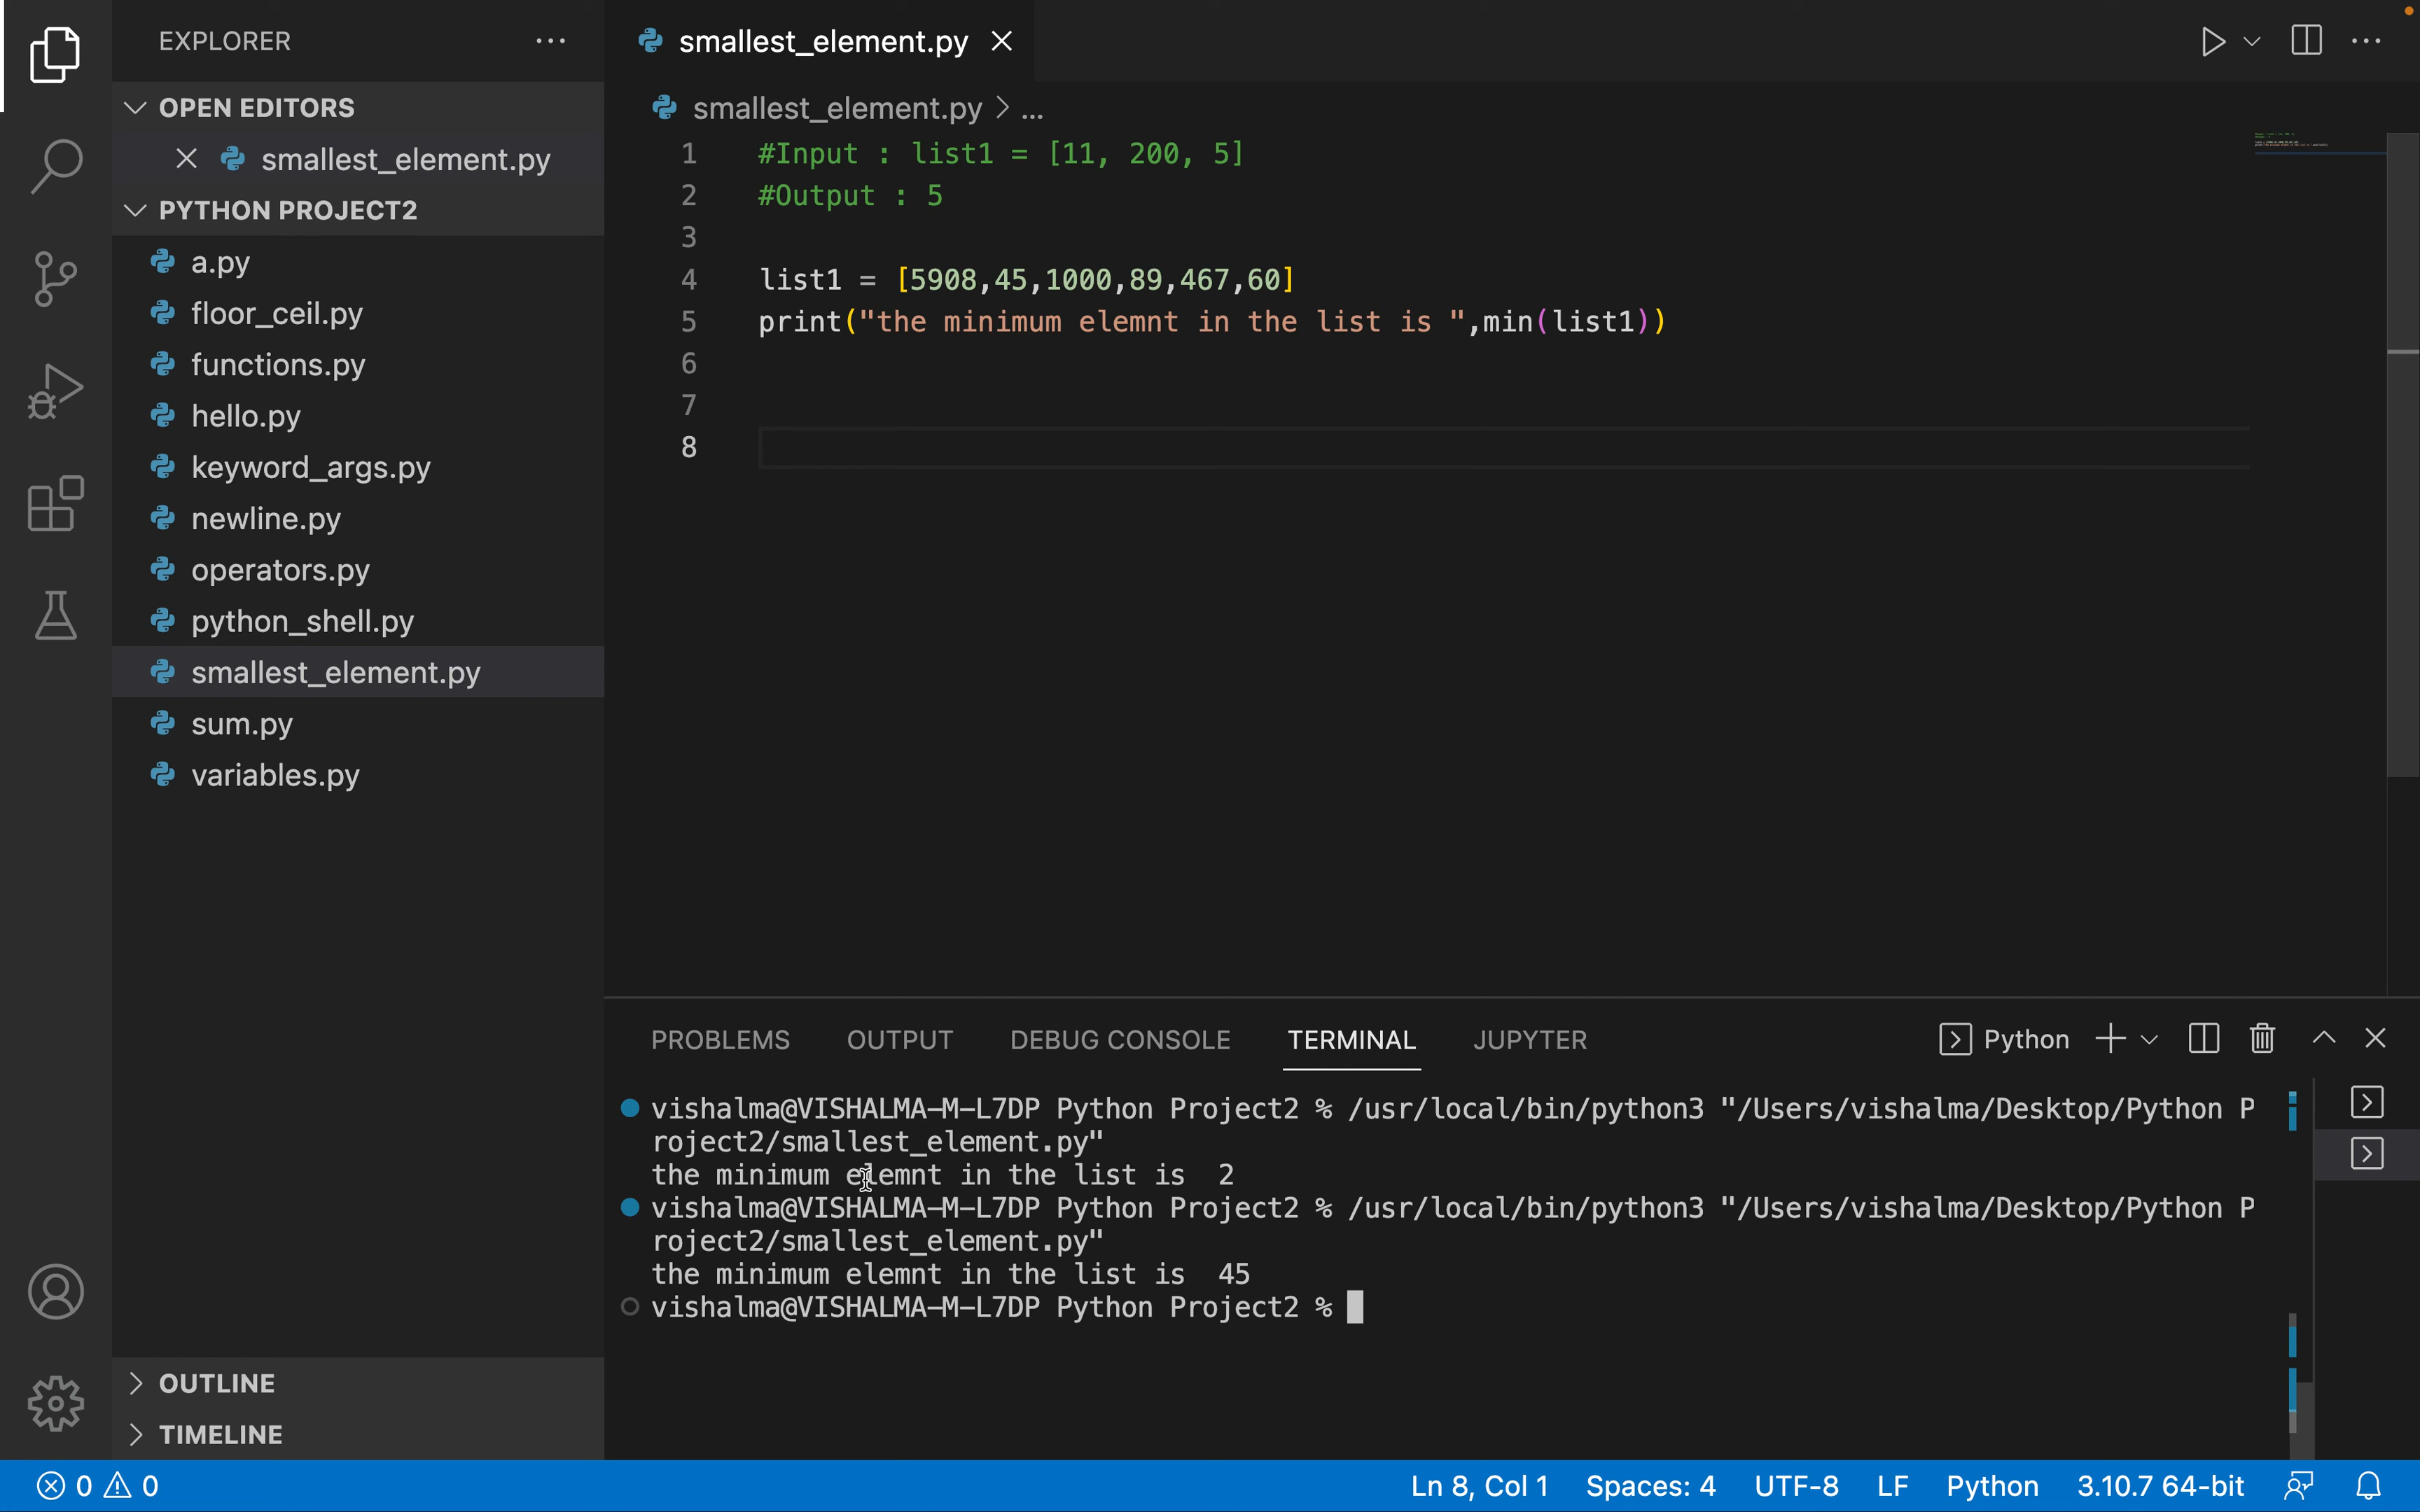 EXPLORER
OPEN EDITORS
smallest_element.py
PYTHON PROJECT2
a.py
floor_ceil.py
functions.py
hello.py
keyword_args.py
newline.py
operators.py
python_shell.py
smallest_element.py
sum.py
variables.py
OUTLINE
TIMELINE
smallest_element.py
smallest_element.py > ...
1 #Input : list1 = [11, 200, 5]
2 #Output : 5
3
4 list1 = [5908,45,1000,89,467,60]
5 print("the minimum elemnt in the list is ",min(list1))
6
7
8
PROBLEMS OUTPUT DEBUG CONSOLE TERMINAL JUPYTER Python
vishalma@VISHALMA-M-L7DP Python Project2 % /usr/local/bin/python3 "/Users/vishalma/Desktop/Python P
roject2/smallest_element.py"
the minimum elemnt in the list is  2
vishalma@VISHALMA-M-L7DP Python Project2 % /usr/local/bin/python3 "/Users/vishalma/Desktop/Python P
roject2/smallest_element.py"
the minimum elemnt in the list is  45
vishalma@VISHALMA-M-L7DP Python Project2 %
0 0 Ln 8, Col 1 Spaces: 4 UTF-8 LF Python 3.10.7 64-bit